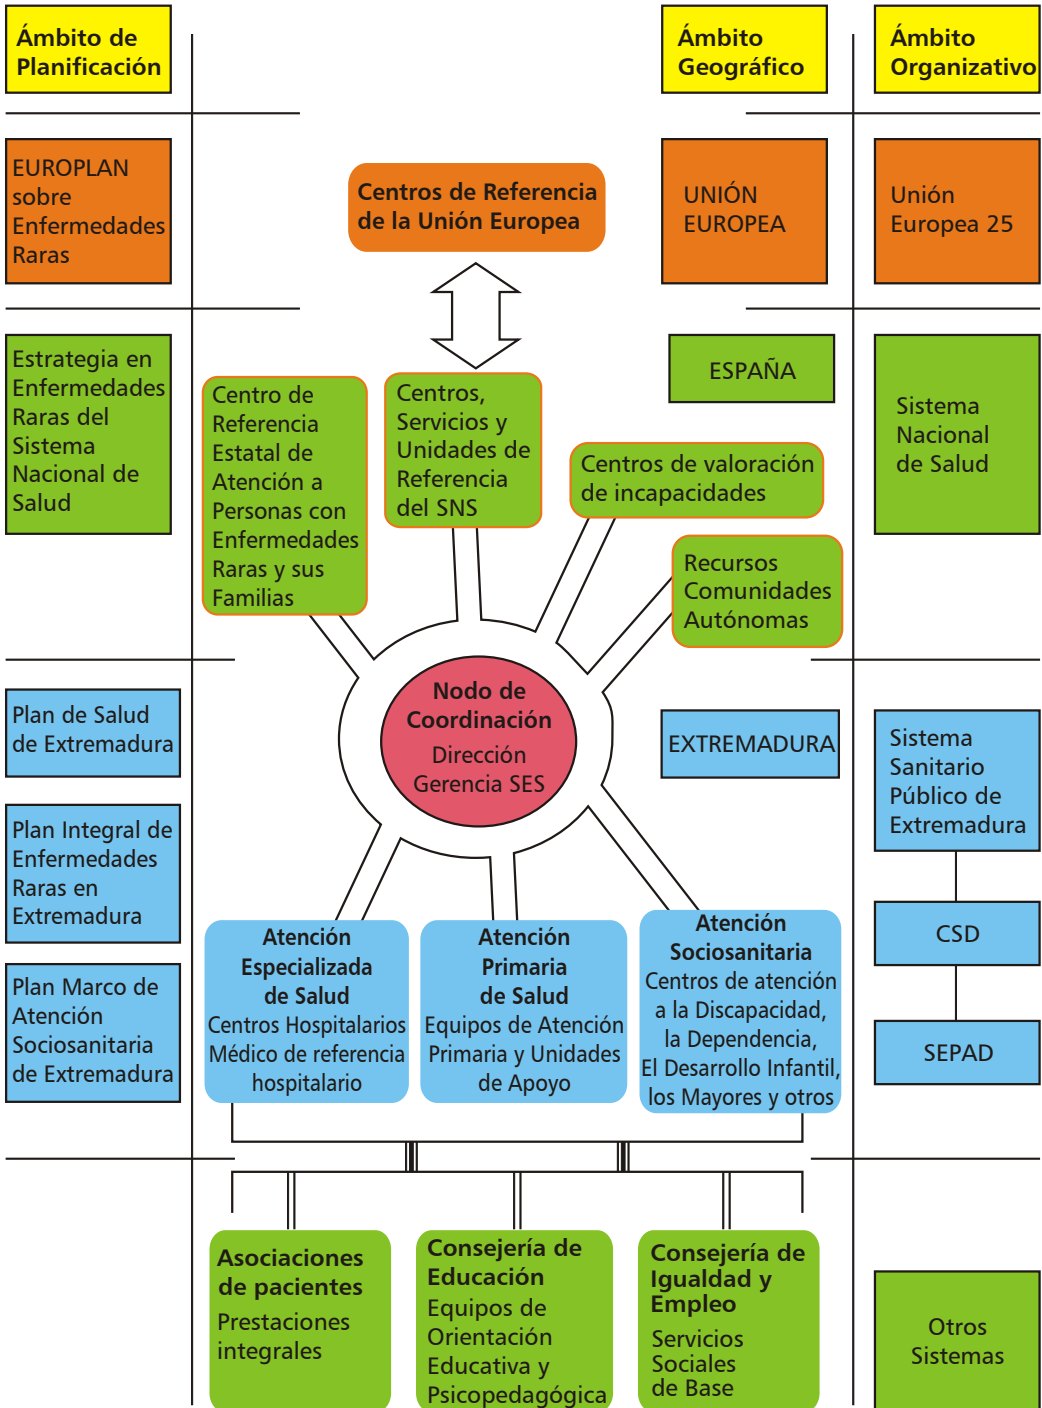 Ámbito de
Planificación
Ámbito
Geográfico
Ámbito
Organizativo
EUROPLAN
sobre
Enfermedades
Raras
Centros de Referencia
de la Unión Europea
UNIÓN
EUROPEA
Unión
Europea 25
Estrategia en
Enfermedades
Raras del
Sistema
Nacional de
Salud
Centro de
Referencia
Estatal de
Atención a
Personas con
Enfermedades
Raras y sus
Familias
Centros,
Servicios y
Unidades de
Referencia
del SNS
Centros de valoración
de incapacidades
Recursos
Comunidades
Autónomas
ESPAÑA
Sistema
Nacional
de Salud
Nodo de
Coordinación
Dirección
Gerencia SES
Plan de Salud
de Extremadura
Plan Integral de
Enfermedades
Raras en
Extremadura
Plan Marco de
Atención
Sociosanitaria
de Extremadura
EXTREMADURA
Sistema
Sanitario
Público de
Extremadura
CSD
SEPAD
Atención
Especializada
de Salud
Centros Hospitalarios
Médico de referencia
hospitalario
Atención
Primaria
de Salud
Equipos de Atención
Primaria y Unidades
de Apoyo
Atención
Sociosanitaria
Centros de atención
a la Discapacidad,
la Dependencia,
El Desarrollo Infantil,
los Mayores y otros
Asociaciones
de pacientes
Prestaciones
integrales
Consejería de
Educación
Equipos de
Orientación
Educativa y
Psicopedagógica
Consejería de
Igualdad y
Empleo
Servicios
Sociales
de Base
Otros
Sistemas